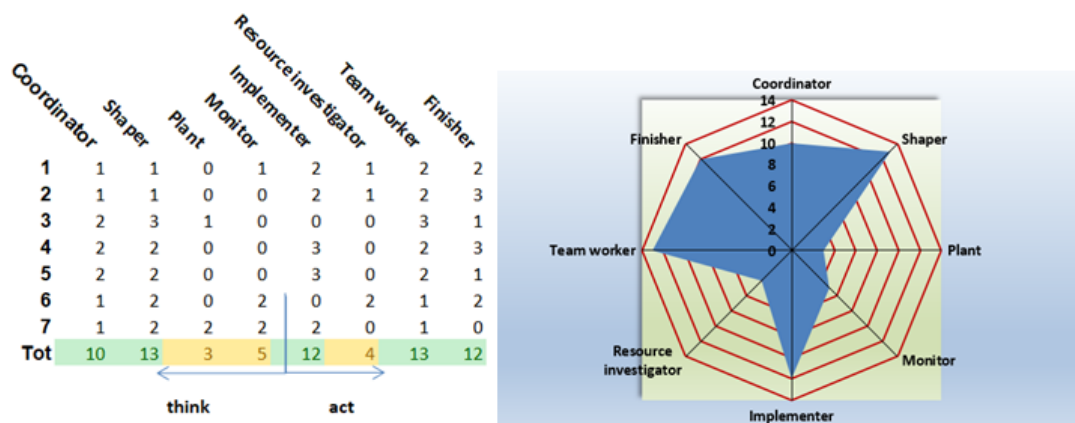 Coordinator Shaper Plant Monitor Implementer Resource investigator Team worker Finisher
1 1 1 0 1 2 1 2 2
2 1 1 0 0 2 1 2 3
3 2 3 1 0 0 0 3 1
4 2 2 0 0 3 0 2 3
5 2 2 0 0 3 0 2 1
6 1 2 0 2 0 2 1 2
7 1 2 2 2 2 0 1 0
Tot 10 13 3 5 12 4 13 12
think act
Coordinator
14
12
Finisher Shaper
10
8
6
4
2
Team worker 0 Plant
Resource
investigator
Monitor
Implementer